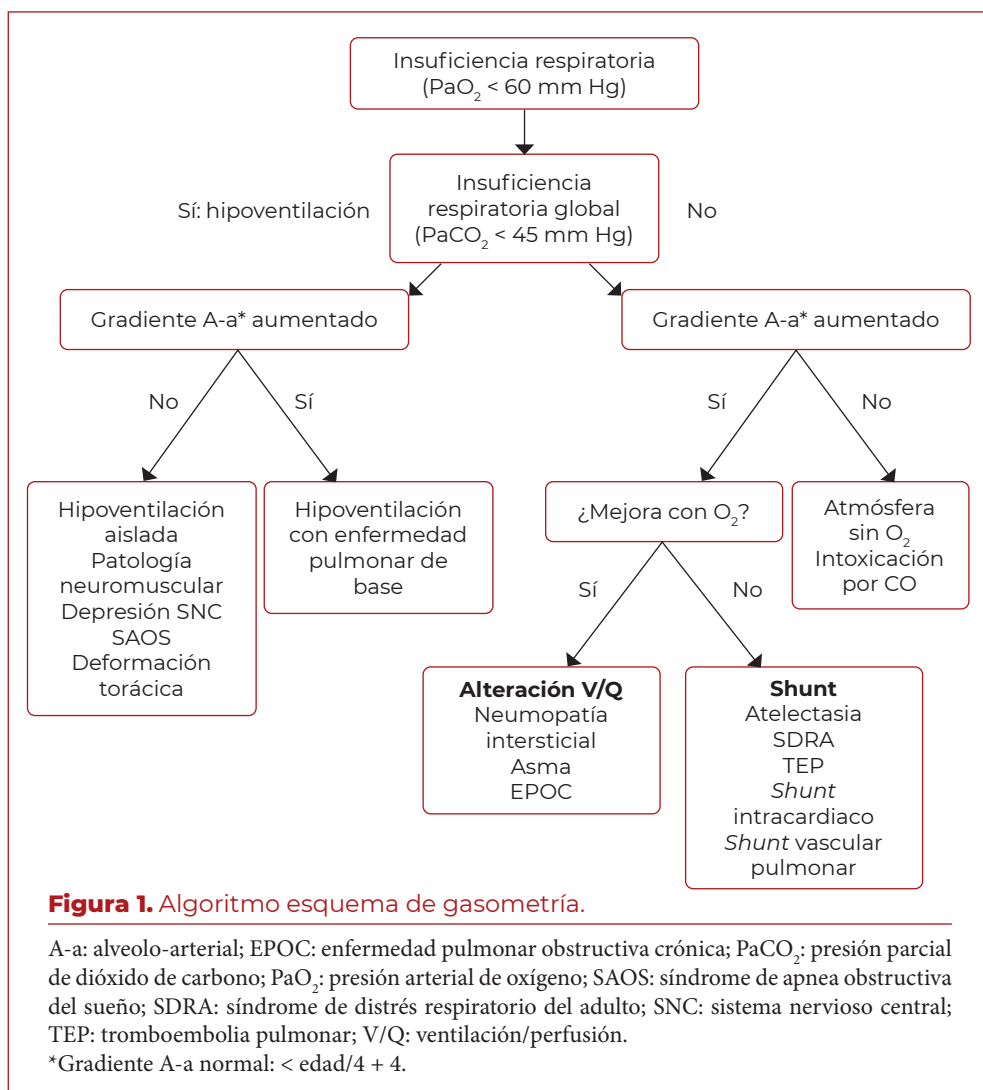 Insuficiencia respiratoria
(PaO₂ < 60 mm Hg)
Sí: hipoventilación
Insuficiencia
respiratoria global
(PaCO₂ < 45 mm Hg)
No
Gradiente A-a* aumentado
Gradiente A-a* aumentado
No
Sí
Sí
No
Hipoventilación
aislada
Patología
neuromuscular
Depresión SNC
SAOS
Deformación
torácica
Hipoventilación
con enfermedad
pulmonar de
base
¿Mejora con O₂?
Atmósfera
sin O₂
Intoxicación
por CO
Sí
No
Alteración V/Q
Neumopatía
intersticial
Asma
EPOC
Shunt
Atelectasia
SDRA
TEP
Shunt
intracardiaco
Shunt vascular
pulmonar
Figura 1. Algoritmo esquema de gasometría.
A-a: alveolo-arterial; EPOC: enfermedad pulmonar obstructiva crónica; PaCO₂: presión parcial
de dióxido de carbono; PaO₂: presión arterial de oxígeno; SAOS: síndrome de apnea obstructiva
del sueño; SDRA: síndrome de distrés respiratorio del adulto; SNC: sistema nervioso central;
TEP: tromboembolia pulmonar; V/Q: ventilación/perfusión.
*Gradiente A-a normal: < edad/4 + 4.